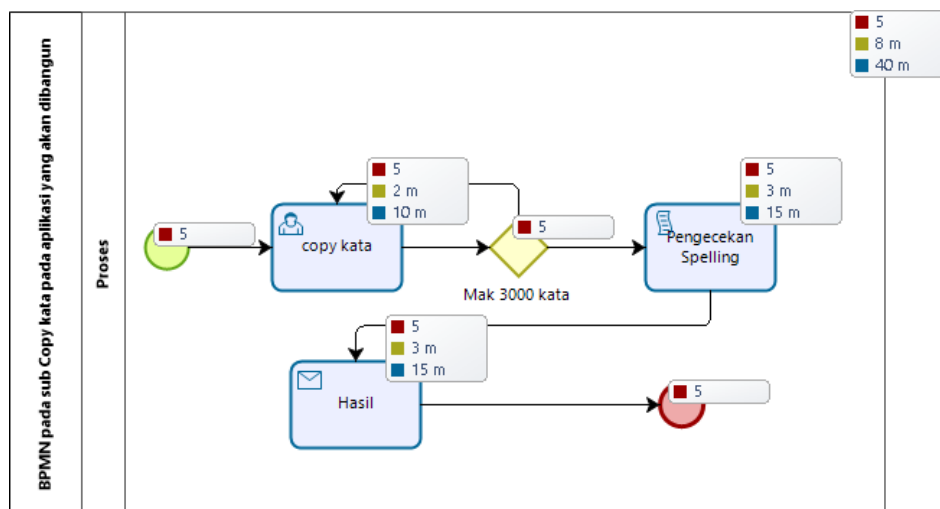 BPMN pada sub Copy kata pada aplikasi yang akan dibangun
Proses
5
8 m
40 m
5
5
2 m
10 m
copy kata
5
Mak 3000 kata
5
3 m
15 m
Pengecekan
Spelling
5
3 m
15 m
Hasil
5